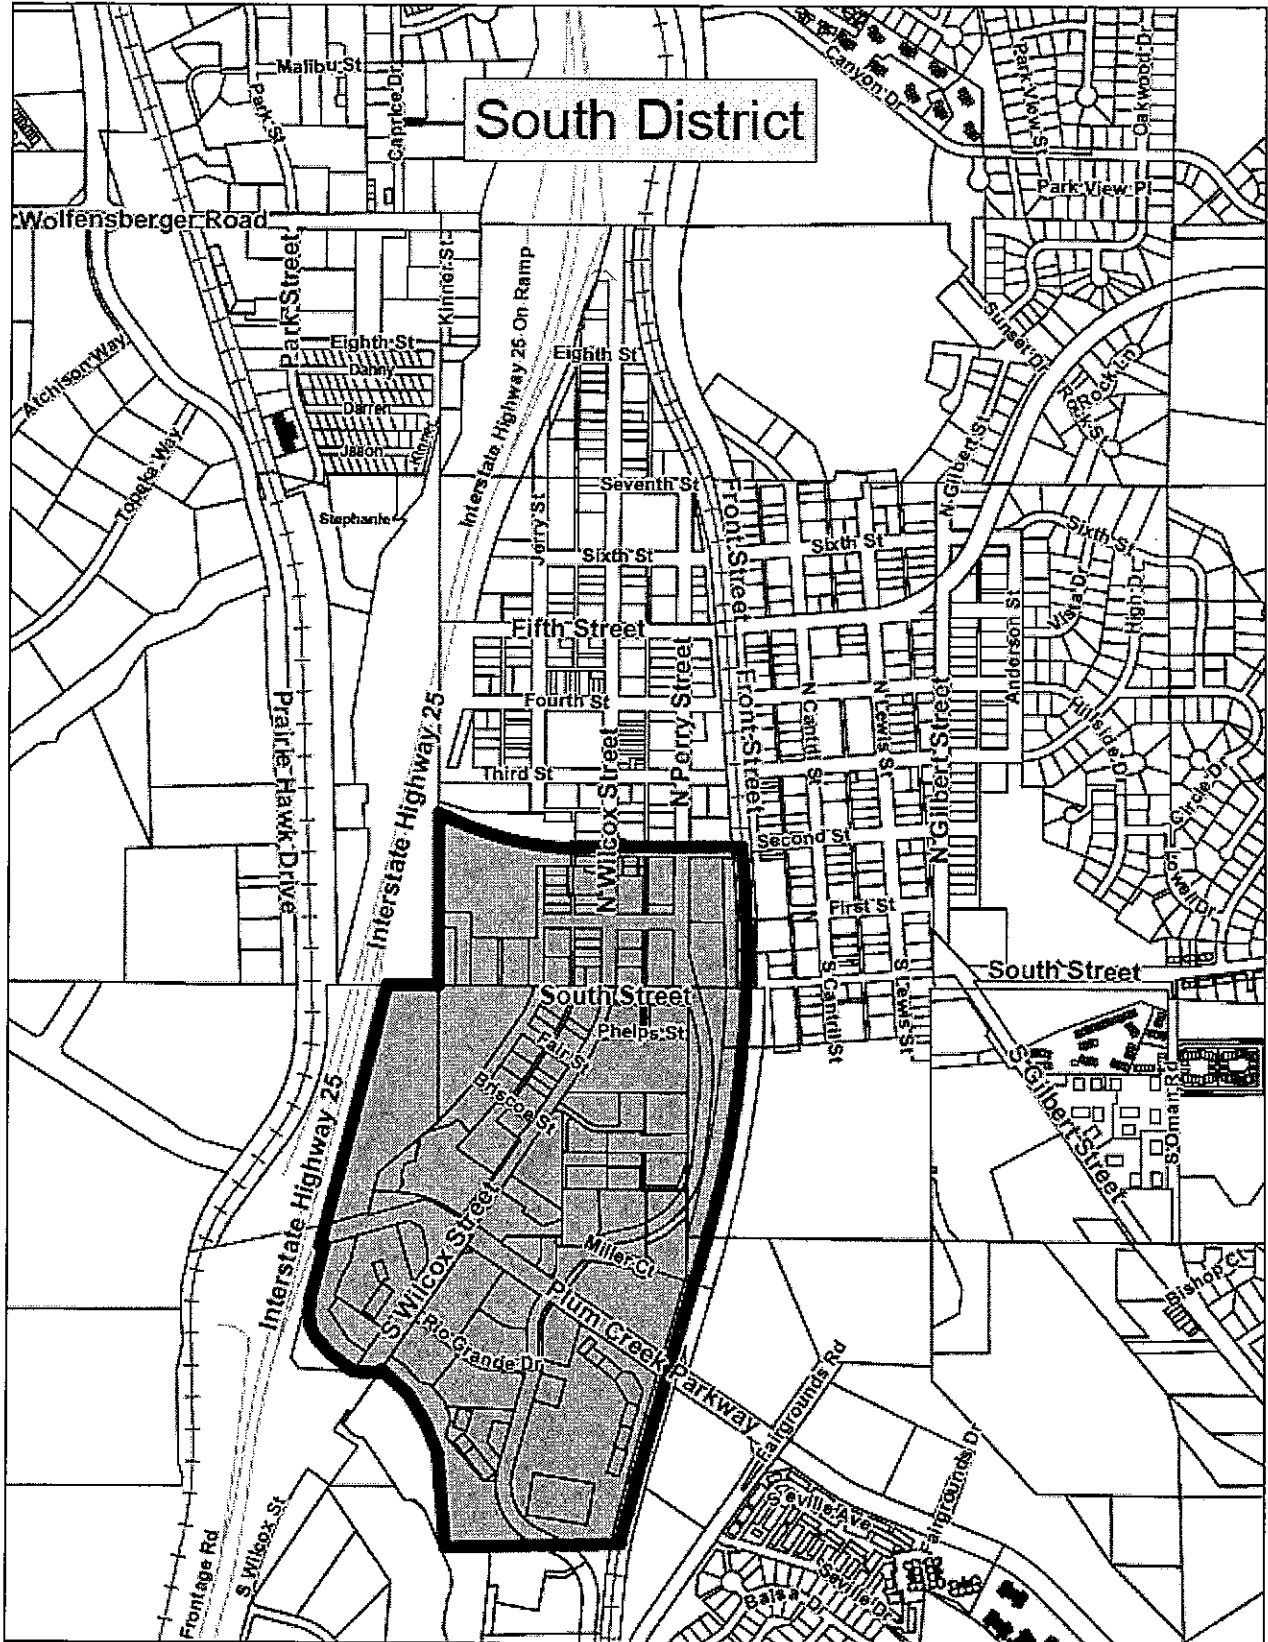 South District
Malibu St
Park St
Caprice Dr
Canyon Dr
Park View St
Oakwood Dr
Park View Pl
Wolfensberger Road
Park Street
Kinner St
Interstate Highway 25 On Ramp
Eighth St
Eighth St
Danny
Darren
Jason
Kinner
Stephanie
Atchison Way
Topeka Way
Sunset Dr
Rock Ln
Rock St
N Gilbert St
Seventh St
Jerry St
Sixth St
Front Street
Sixth St
Sixth St
Vista Dr
High Dr
Anderson St
Fifth Street
Fourth St
Third St
N Wilcox Street
N Perry Street
Front Street
N Cantril St
N Lewis St
N Gilbert Street
Hillside Dr
Circle Dr
Lowell Dr
Prairie Hawk Drive
Interstate Highway 25
Second St
First St
South Street
South Street
S Cantril St
S Lewis St
Phelps St
Fair St
Briscoe St
S Gilbert Street
S Oman Rd
Interstate Highway 25
S Wilcox Street
Miller Ct
Plum Creek Parkway
Rio Grande Dr
Bishop Ct
Fairgrounds Rd
Fairgrounds Dr
Seville Ave
Seville Dr
Balsa Dr
Frontage Rd
S Wilcox St